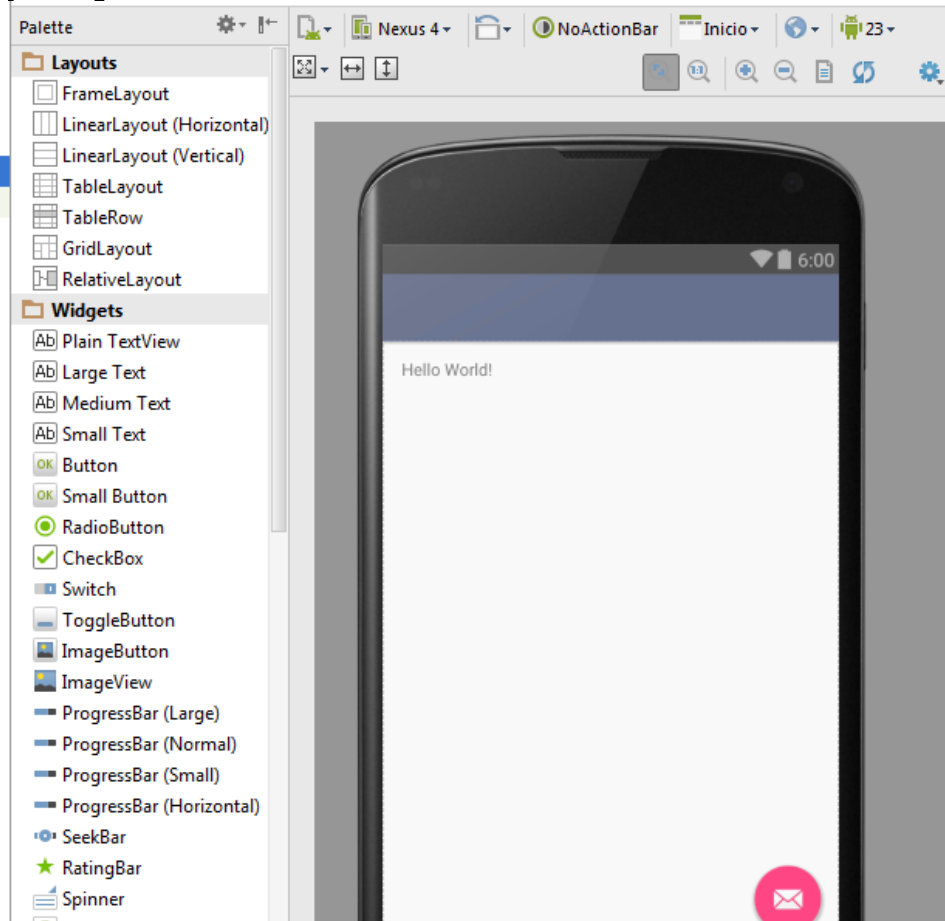 Palette
Nexus 4
NoActionBar
Inicio
23
Layouts
1:1
FrameLayout
LinearLayout (Horizontal)
LinearLayout (Vertical)
TableLayout
TableRow
GridLayout
RelativeLayout
Widgets
Ab Plain TextView
Ab Large Text
Ab Medium Text
Ab Small Text
OK Button
OK Small Button
RadioButton
CheckBox
Switch
ToggleButton
ImageButton
ImageView
ProgressBar (Large)
ProgressBar (Normal)
ProgressBar (Small)
ProgressBar (Horizontal)
SeekBar
RatingBar
Spinner
6:00
Hello World!